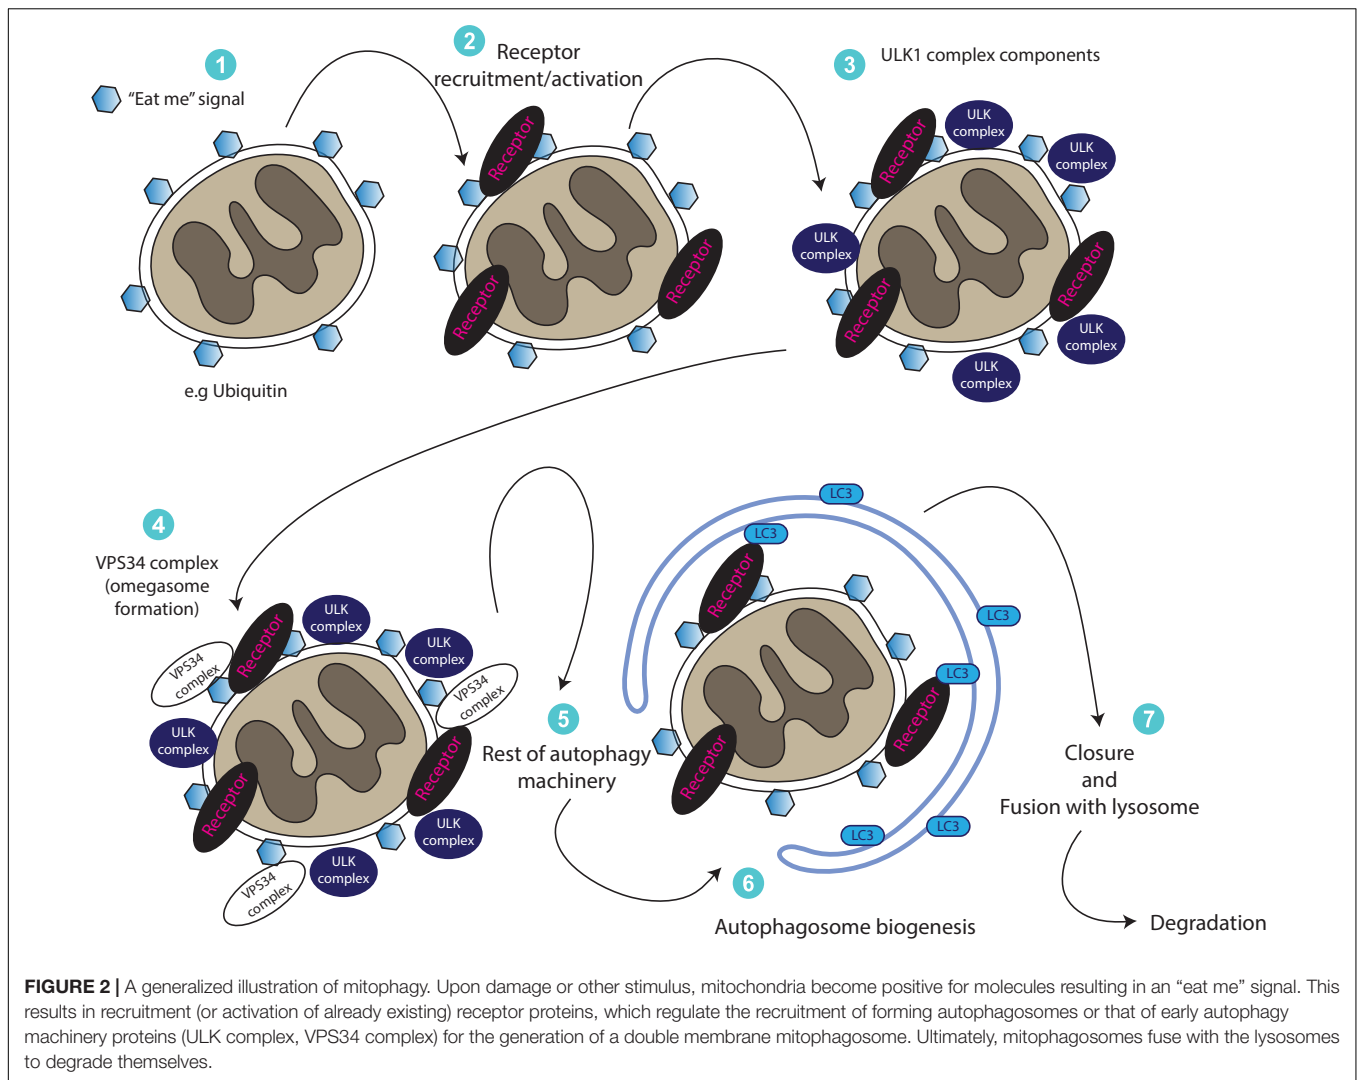 1
"Eat me" signal
e.g Ubiquitin
2
Receptor
recruitment/activation
Receptor
Receptor
Receptor
3
ULK1 complex components
Receptor
ULK
complex
ULK
complex
ULK
complex
Receptor
Receptor
ULK
complex
ULK
complex
4
VPS34 complex
(omegasome
formation)
Receptor
ULK
complex
ULK
complex
VPS34
complex
VPS34
complex
ULK
complex
Receptor
Receptor
ULK
complex
ULK
complex
VPS34
complex
5
Rest of autophagy
machinery
LC3
LC3
Receptor
LC3
LC3
Receptor
Receptor
LC3
LC3
6
Autophagosome biogenesis
7
Closure
and
Fusion with lysosome
Degradation
FIGURE 2 | A generalized illustration of mitophagy. Upon damage or other stimulus, mitochondria become positive for molecules resulting in an "eat me" signal. This
results in recruitment (or activation of already existing) receptor proteins, which regulate the recruitment of forming autophagosomes or that of early autophagy
machinery proteins (ULK complex, VPS34 complex) for the generation of a double membrane mitophagosome. Ultimately, mitophagosomes fuse with the lysosomes
to degrade themselves.